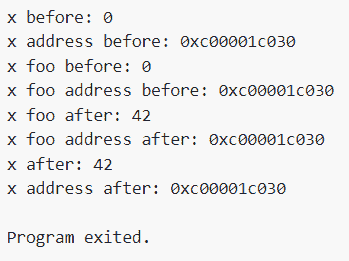 x before: 0
x address before: 0xc00001c030
x foo before: 0
x foo address before: 0xc00001c030
x foo after: 42
x foo address after: 0xc00001c030
x after: 42
x address after: 0xc00001c030
Program exited.